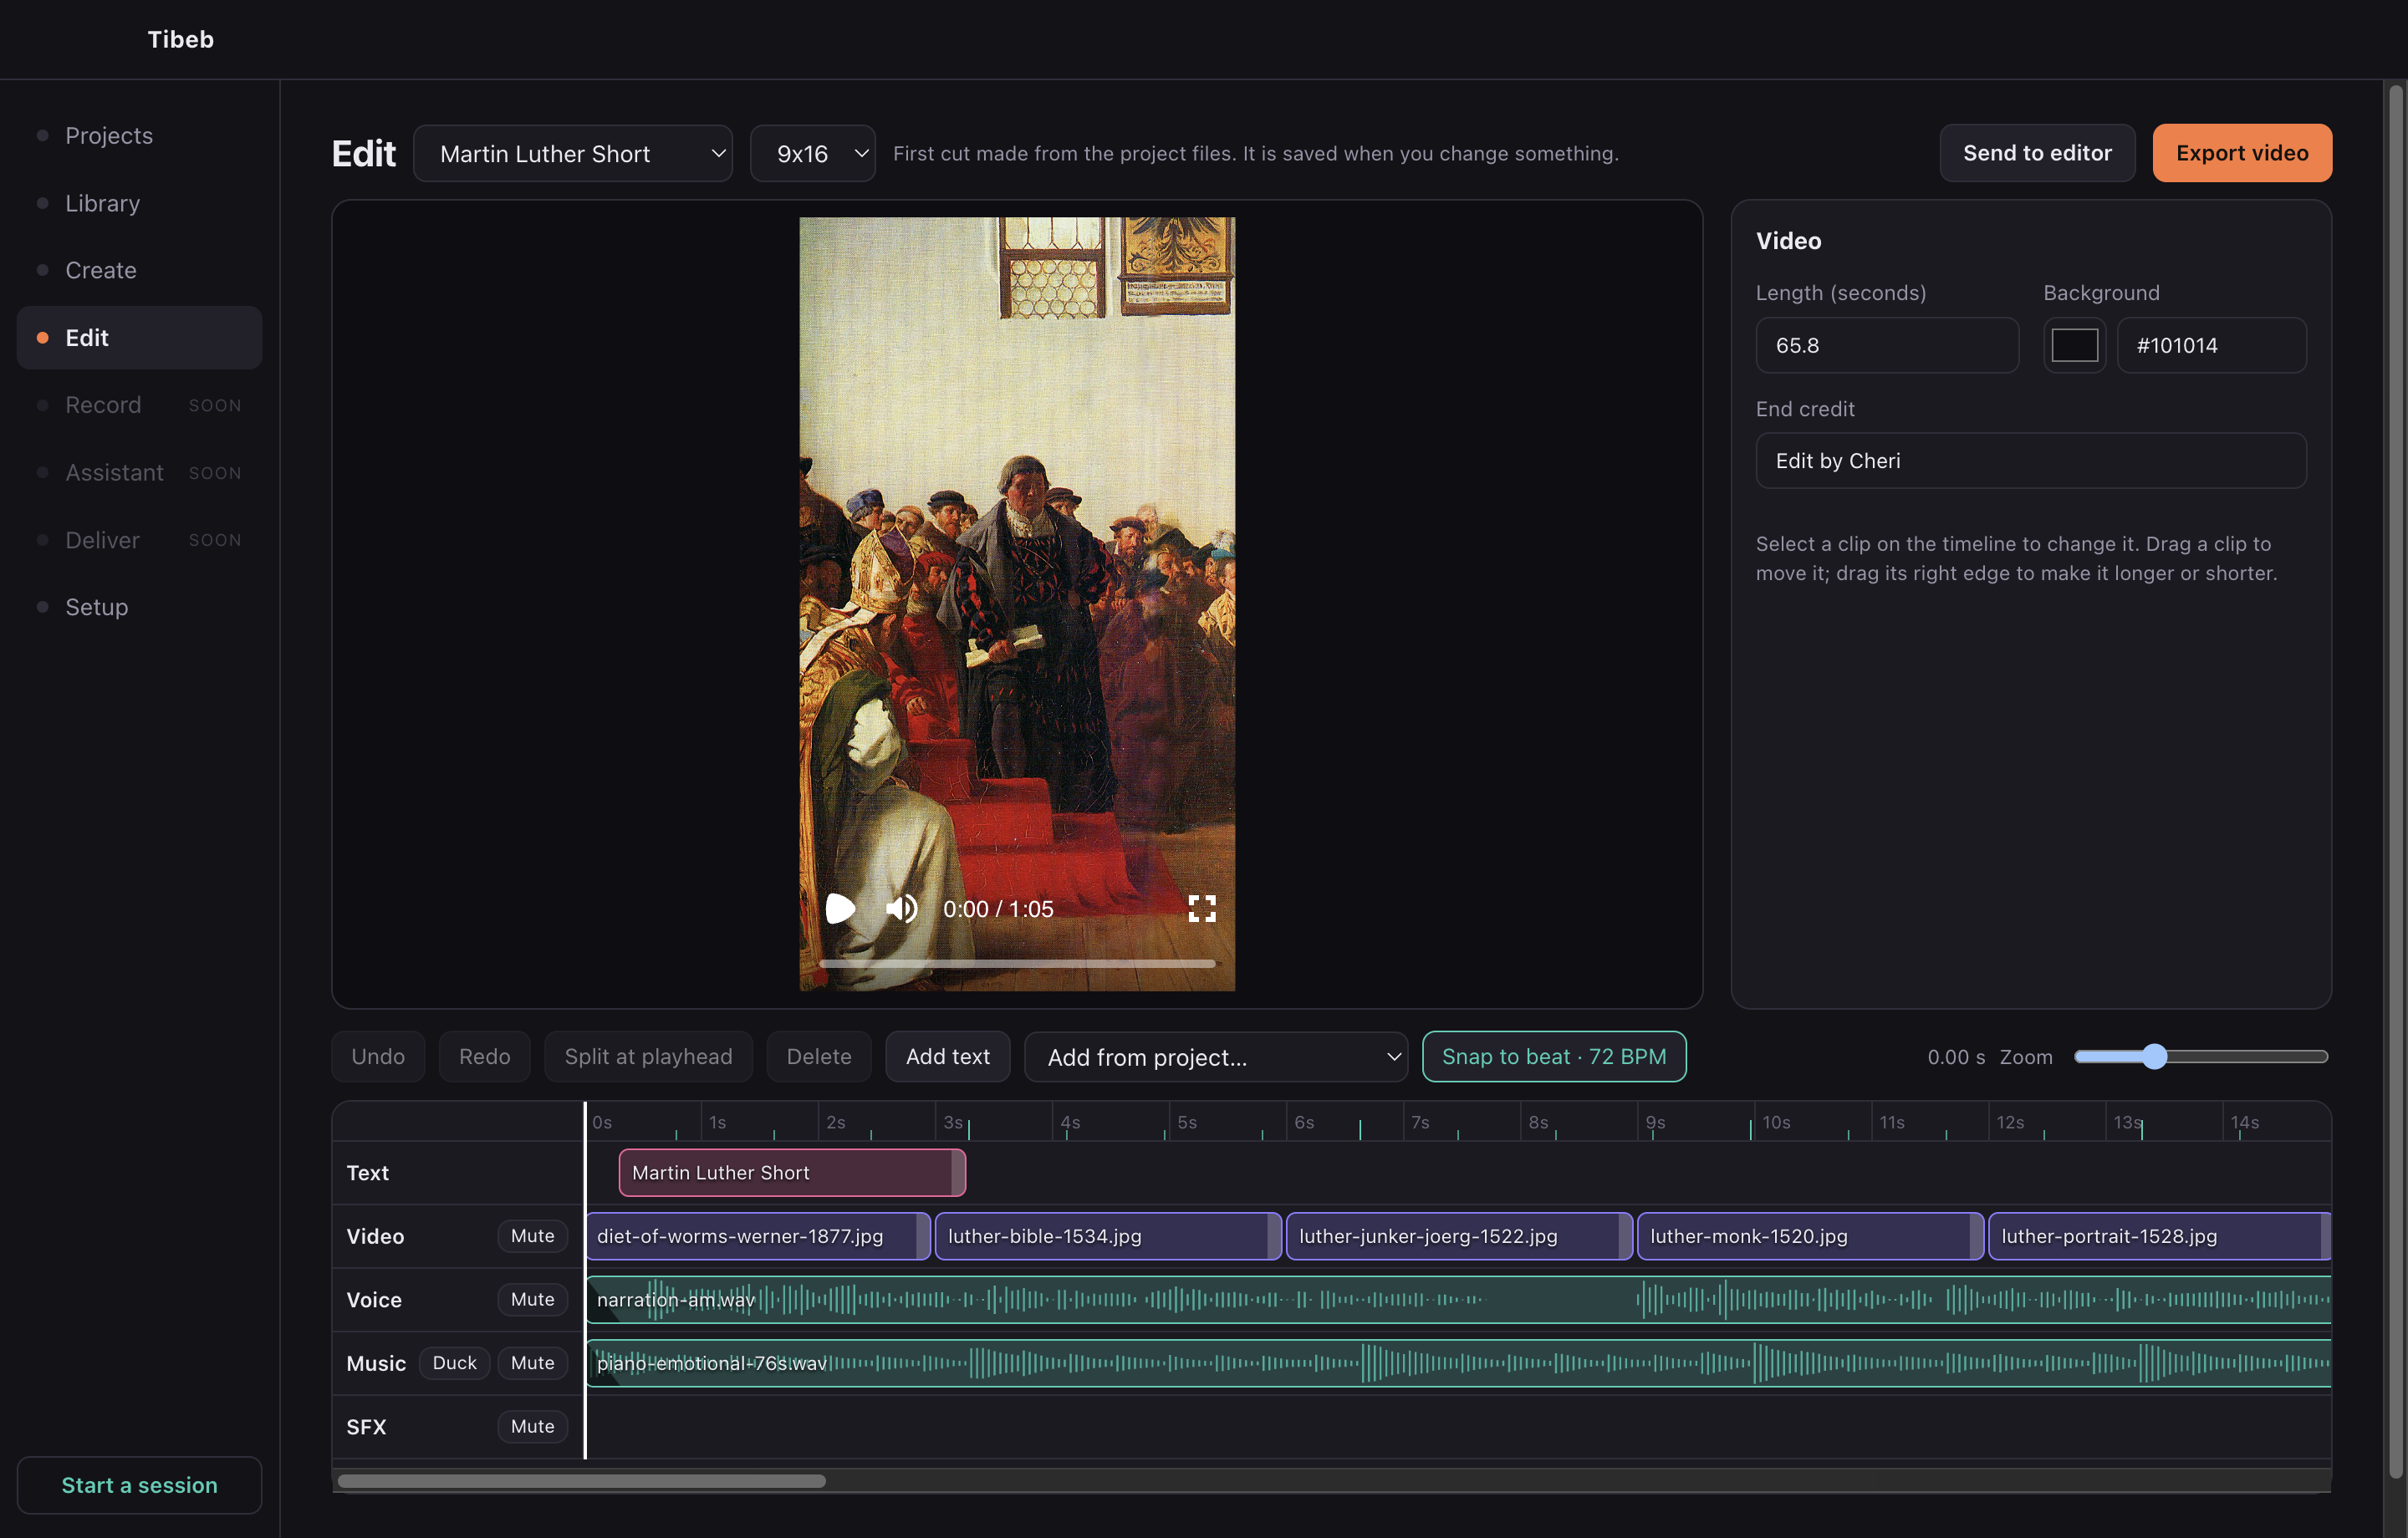 Tibeb
Projects
Library
Create
Edit
Record SOON
Assistant SOON
Deliver SOON
Setup
Start a session
Edit
Martin Luther Short
9x16
First cut made from the project files. It is saved when you change something.
Send to editor
Export video
0:00 / 1:05
Video
Length (seconds)
Background
65.8
#101014
End credit
Edit by Cheri
Select a clip on the timeline to change it. Drag a clip to
move it; drag its right edge to make it longer or shorter.
Undo
Redo
Split at playhead
Delete
Add text
Add from project...
Snap to beat · 72 BPM
0.00 s
Zoom
0s 1s 2s 3s 4s 5s 6s 7s 8s 9s 10s 11s 12s 13s 14s
Text
Martin Luther Short
Video Mute
diet-of-worms-werner-1877.jpg
luther-bible-1534.jpg
luther-junker-joerg-1522.jpg
luther-monk-1520.jpg
luther-portrait-1528.jpg
Voice Mute
narration-am.wav
Music Duck Mute
piano-emotional-76s.wav
SFX Mute